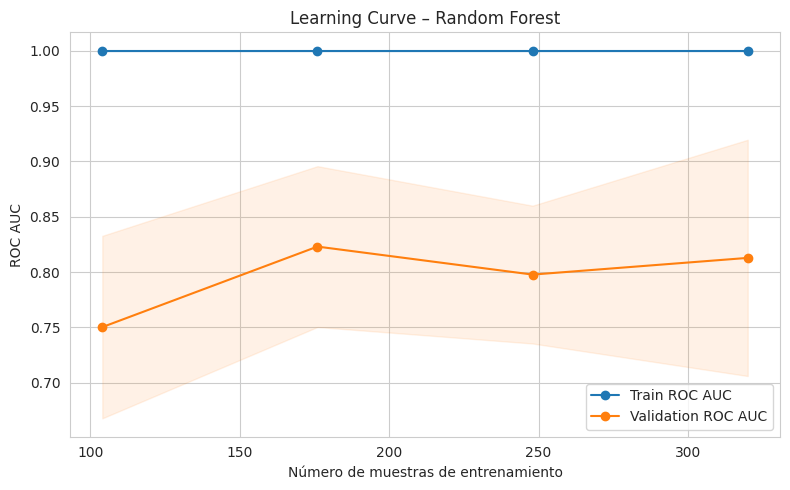 Learning Curve – Random Forest
ROC AUC
1.00
0.95
0.90
0.85
0.80
0.75
0.70
100
150
200
250
300
Número de muestras de entrenamiento
Train ROC AUC
Validation ROC AUC